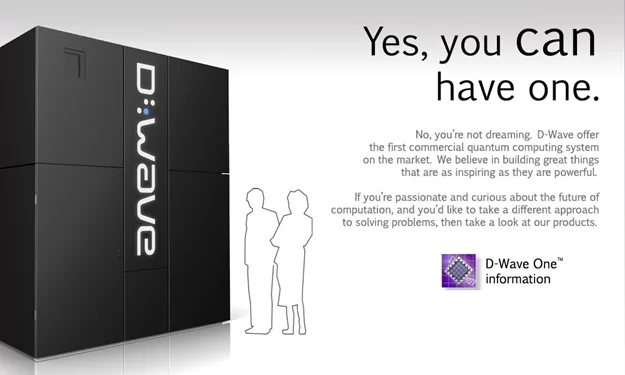 D:wave
Yes, you can
have one.
No, you're not dreaming. D-Wave offer
the first commercial quantum computing system
on the market. We believe in building great things
that are as inspiring as they are powerful.
If you're passionate and curious about the future of
computation, and you'd like to take a different approach
to solving problems, then take a look at our products.
D-Wave One™
information